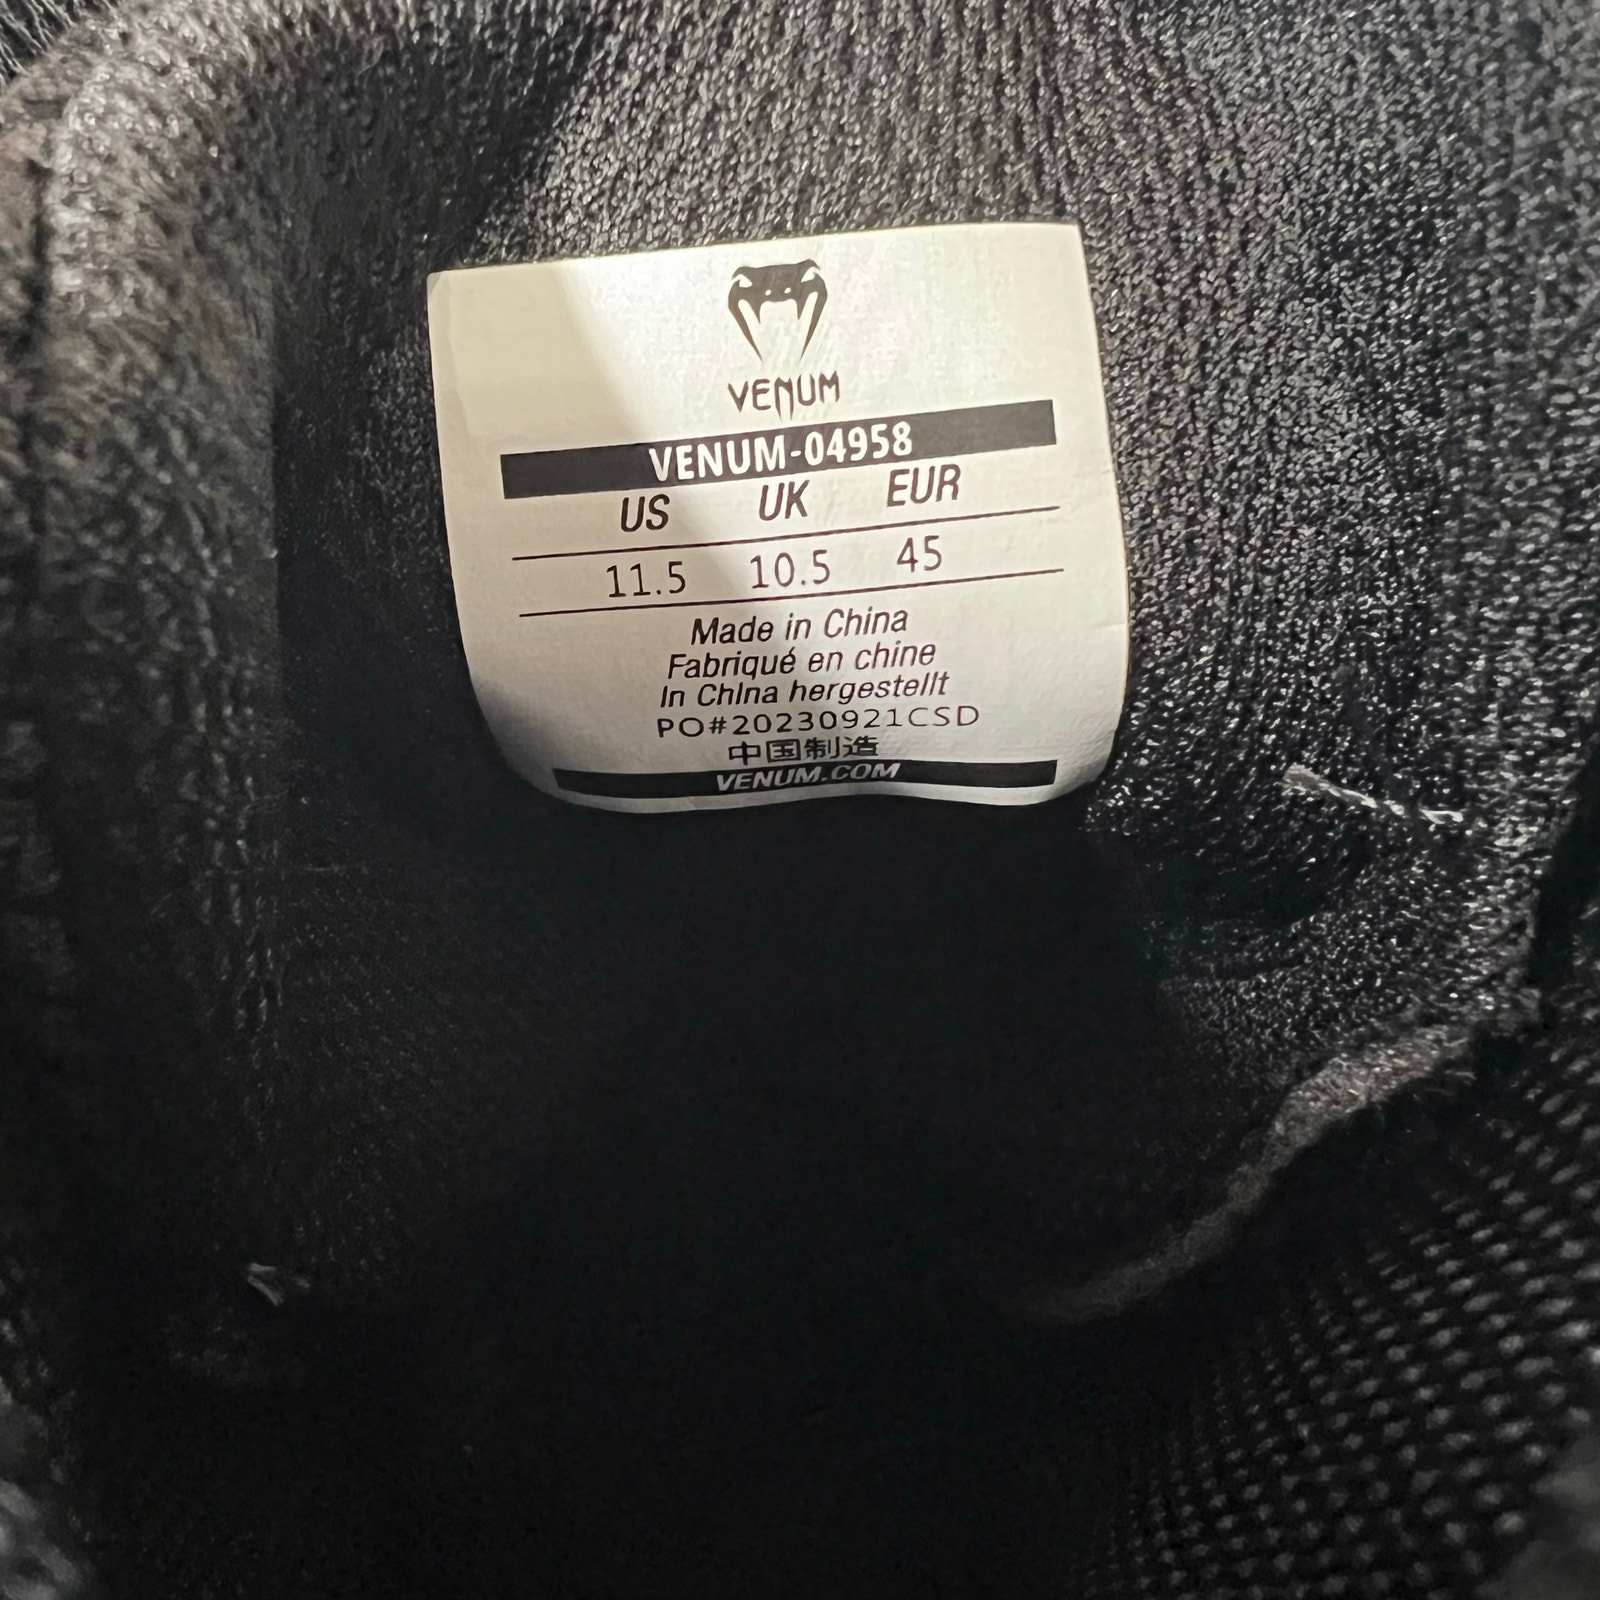 VENUM
VENUM-04958
US UK EUR
11.5 10.5 45
Made in China
Fabriqué en chine
In China hergestellt
PO#20230921CSD
中国制造
VENUM.COM